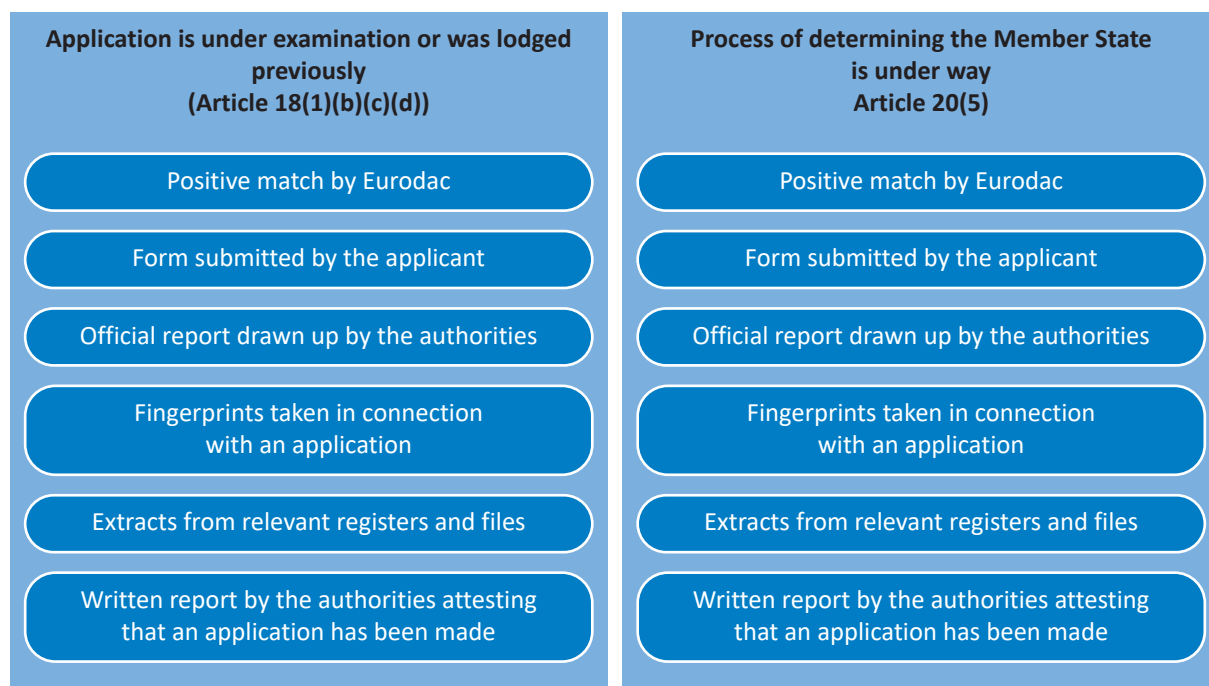 Application is under examination or was lodged
previously
(Article 18(1)(b)(c)(d))
Positive match by Eurodac
Form submitted by the applicant
Official report drawn up by the authorities
Fingerprints taken in connection
with an application
Extracts from relevant registers and files
Written report by the authorities attesting
that an application has been made
Process of determining the Member State
is under way
Article 20(5)
Positive match by Eurodac
Form submitted by the applicant
Official report drawn up by the authorities
Fingerprints taken in connection
with an application
Extracts from relevant registers and files
Written report by the authorities attesting
that an application has been made